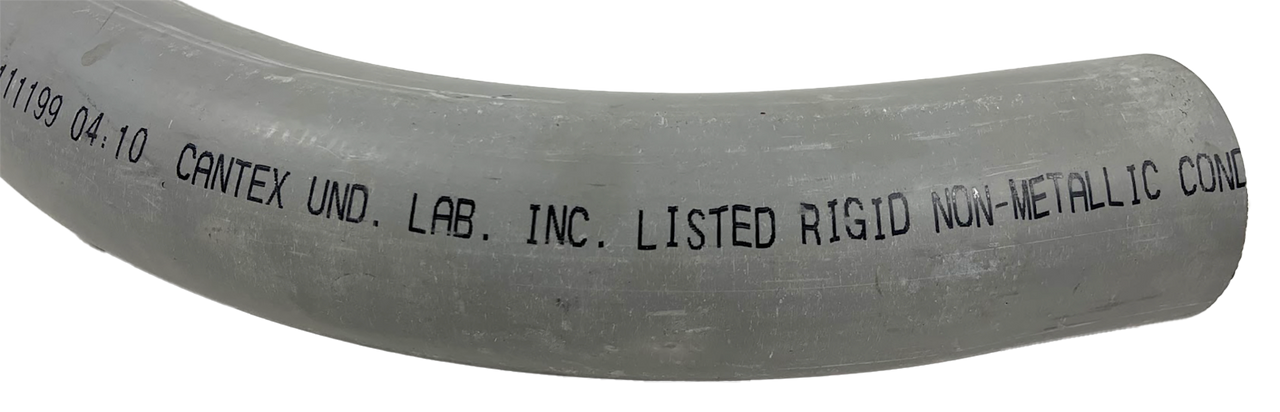 111199 04:10 CANTEX UND. LAB. INC. LISTED RIGID NON-METALLIC COND